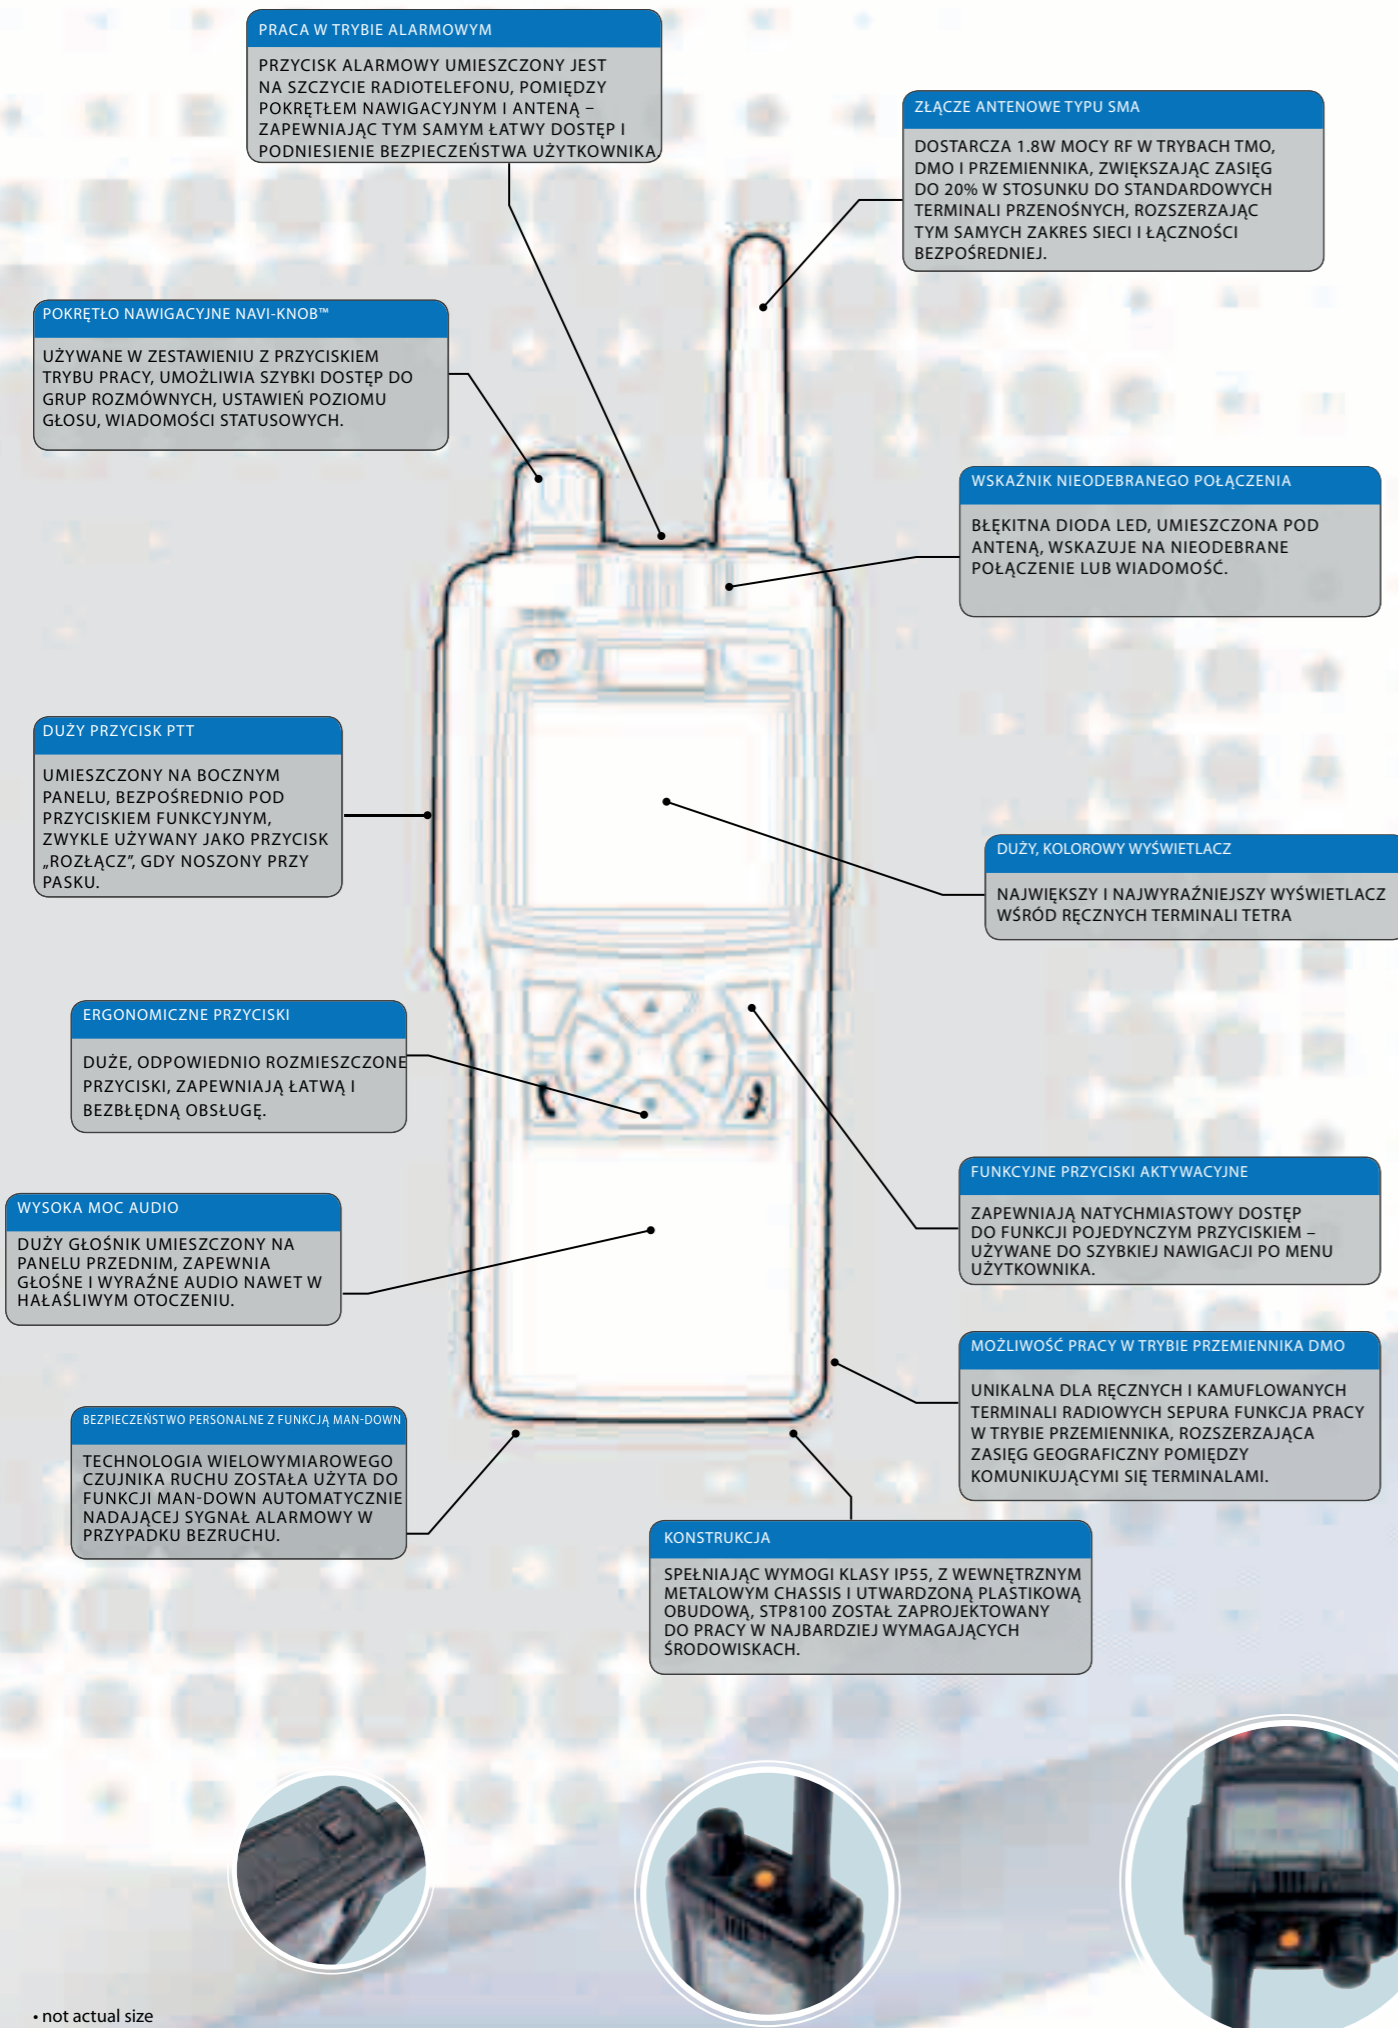 PRACA W TRYBIE ALARMOWYM
PRZYCISK ALARMOWY UMIESZCZONY JEST
NA SZCZYCIE RADIOTELEFONU, POMIĘDZY
POKRĘTŁEM NAWIGACYJNYM I ANTENĄ –
ZAPEWNIAJĄC TYM SAMYM ŁATWY DOSTĘP I
PODNIESIENIE BEZPIECZEŃSTWA UŻYTKOWNIKA.
ZŁĄCZE ANTENOWE TYPU SMA
DOSTARCZA 1.8W MOCY RF W TRYBACH TMO,
DMO I PRZEMIENNIKA, ZWIĘKSZAJĄC ZASIĘG
DO 20% W STOSUNKU DO STANDARDOWYCH
TERMINALI PRZENOŚNYCH, ROZSZERZAJĄC
TYM SAMYCH ZAKRES SIECI I ŁĄCZNOŚCI
BEZPOŚREDNIEJ.
POKRĘTŁO NAWIGACYJNE NAVI-KNOB™
UŻYWANE W ZESTAWIENIU Z PRZYCISKIEM
TRYBU PRACY, UMOŻLIWIA SZYBKI DOSTĘP DO
GRUP ROZMÓWNYCH, USTAWIEŃ POZIOMU
GŁOSU, WIADOMOŚCI STATUSOWYCH.
WSKAŹNIK NIEODEBRANEGO POŁĄCZENIA
BŁĘKITNA DIODA LED, UMIESZCZONA POD
ANTENĄ, WSKAZUJE NA NIEODEBRANE
POŁĄCZENIE LUB WIADOMOŚĆ.
DUŻY PRZYCISK PTT
UMIESZCZONY NA BOCZNYM
PANELU, BEZPOŚREDNIO POD
PRZYCISKIEM FUNKCYJNYM,
ZWYKLE UŻYWANY JAKO PRZYCISK
„ROZŁĄCZ”, GDY NOSZONY PRZY
PASKU.
DUŻY, KOLOROWY WYŚWIETLACZ
NAJWIĘKSZY I NAJWYRAŹNIEJSZY WYŚWIETLACZ
WŚRÓD RĘCZNYCH TERMINALI TETRA
ERGONOMICZNE PRZYCISKI
DUŻE, ODPOWIEDNIO ROZMIESZCZONE
PRZYCISKI, ZAPEWNIAJĄ ŁATWĄ I
BEZBŁĘDNĄ OBSŁUGĘ.
FUNKCYJNE PRZYCISKI AKTYWACYJNE
ZAPEWNIAJĄ NATYCHMIASTOWY DOSTĘP
DO FUNKCJI POJEDYNCZYM PRZYCISKIEM –
UŻYWANE DO SZYBKIEJ NAWIGACJI PO MENU
UŻYTKOWNIKA.
WYSOKA MOC AUDIO
DUŻY GŁOŚNIK UMIESZCZONY NA
PANELU PRZEDNIM, ZAPEWNIA
GŁOŚNE I WYRAŹNE AUDIO NAWET W
HAŁAŚLIWYM OTOCZENIU.
MOŻLIWOŚĆ PRACY W TRYBIE PRZEMIENNIKA DMO
UNIKALNA DLA RĘCZNYCH I KAMUFLOWANYCH
TERMINALI RADIOWYCH SEPURA FUNKCJA PRACY
W TRYBIE PRZEMIENNIKA, ROZSZERZAJĄCA
ZASIĘG GEOGRAFICZNY POMIĘDZY
KOMUNIKUJĄCYMI SIĘ TERMINALAMI.
BEZPIECZEŃSTWO PERSONALNE Z FUNKCJĄ MAN-DOWN
TECHNOLOGIA WIELOWYMIAROWEGO
CZUJNIKA RUCHU ZOSTAŁA UŻYTA DO
FUNKCJI MAN-DOWN AUTOMATYCZNIE
NADAJĄCEJ SYGNAŁ ALARMOWY W
PRZYPADKU BEZRUCHU.
KONSTRUKCJA
SPEŁNIAJĄC WYMOGI KLASY IP55, Z WEWNĘTRZNYM
METALOWYM CHASSIS I UTWARDZONĄ PLASTIKOWĄ
OBUDOWĄ, STP8100 ZOSTAŁ ZAPROJEKTOWANY
DO PRACY W NAJBARDZIEJ WYMAGAJĄCYCH
ŚRODOWISKACH.
• not actual size